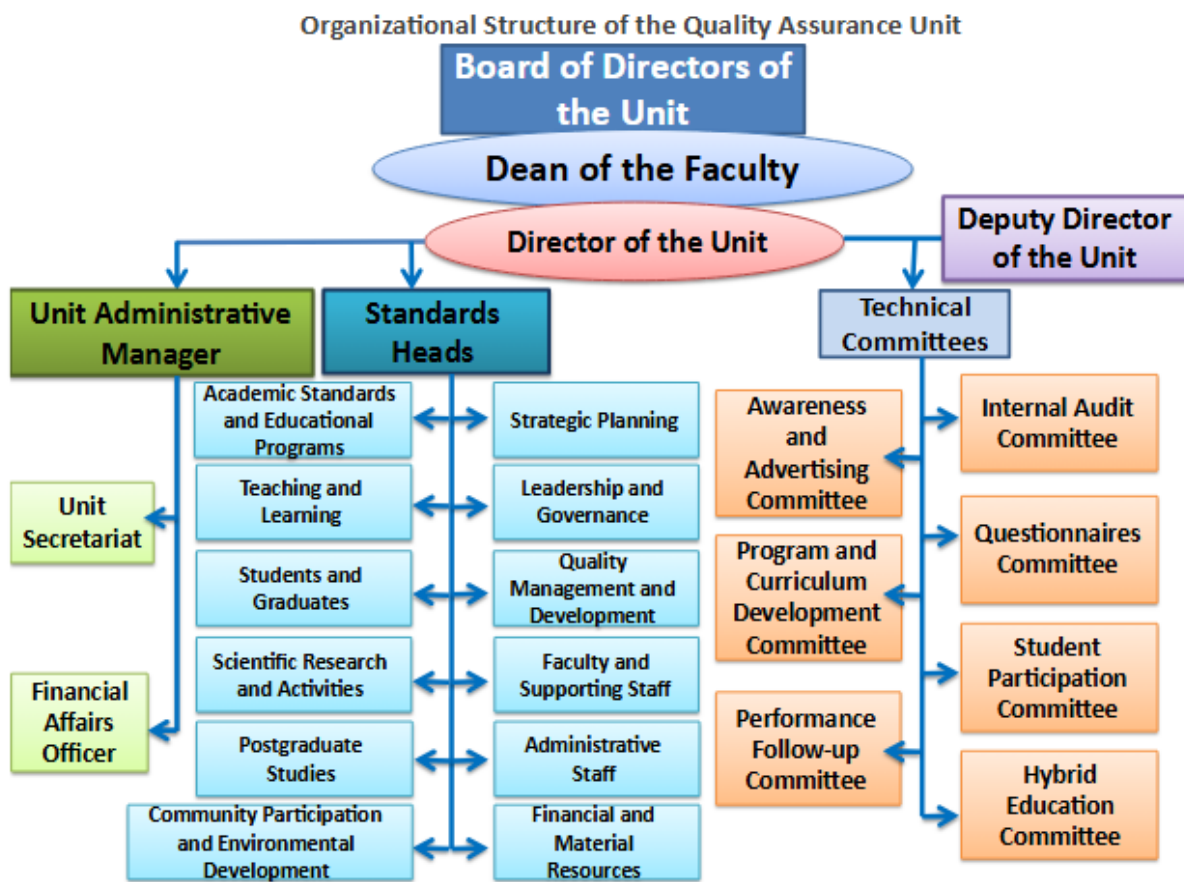 Organizational Structure of the Quality Assurance Unit
Board of Directors of
the Unit
Dean of the Faculty
Director of the Unit
Deputy Director
of the Unit
Unit Administrative
Manager
Standards
Heads
Technical
Committees
Unit
Secretariat
Financial
Affairs
Officer
Academic Standards
and Educational
Programs
Strategic Planning
Teaching and
Learning
Leadership and
Governance
Students and
Graduates
Quality
Management and
Development
Scientific Research
and Activities
Faculty and
Supporting Staff
Postgraduate
Studies
Administrative
Staff
Community Participation
and Environmental
Development
Financial and
Material
Resources
Awareness
and
Advertising
Committee
Internal Audit
Committee
Program and
Curriculum
Development
Committee
Questionnaires
Committee
Performance
Follow-up
Committee
Student
Participation
Committee
Hybrid
Education
Committee